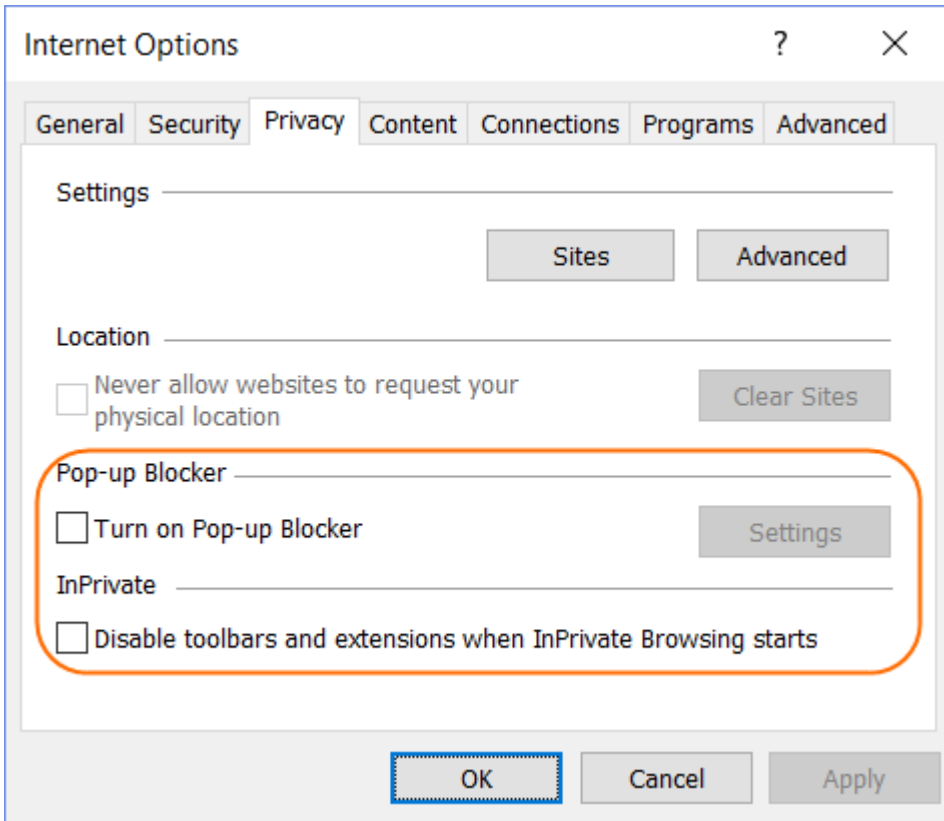 Internet Options ?
General Security Privacy Content Connections Programs Advanced
Settings
Sites Advanced
Location
Never allow websites to request your
physical location
Clear Sites
Pop-up Blocker
Turn on Pop-up Blocker Settings
InPrivate
Disable toolbars and extensions when InPrivate Browsing starts
OK Cancel Apply